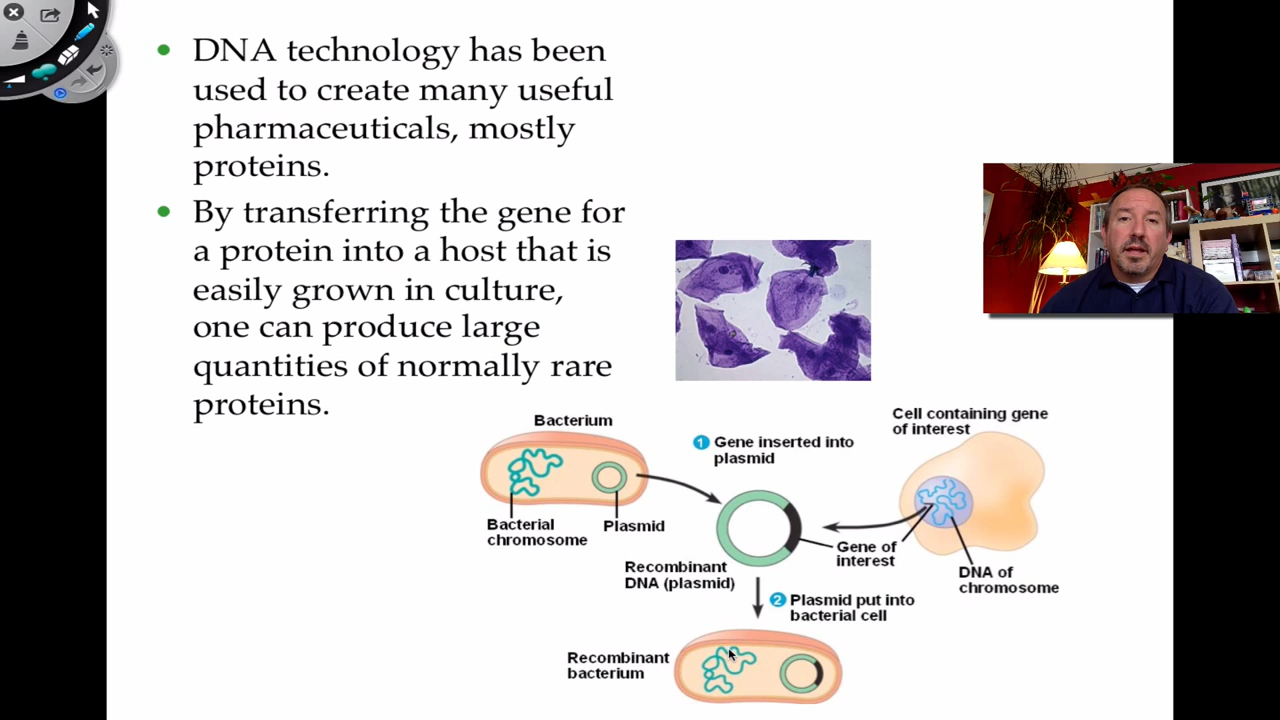 DNA technology has been
used to create many useful
pharmaceuticals, mostly
proteins.
By transferring the gene for
a protein into a host that is
easily grown in culture,
one can produce large
quantities of normally rare
proteins.
Bacterium
Bacterial
chromosome
Plasmid
1 Gene inserted into
plasmid
Cell containing gene
of interest
Recombinant
DNA (plasmid)
Gene of
interest
DNA of
chromosome
2 Plasmid put into
bacterial cell
Recombinant
bacterium